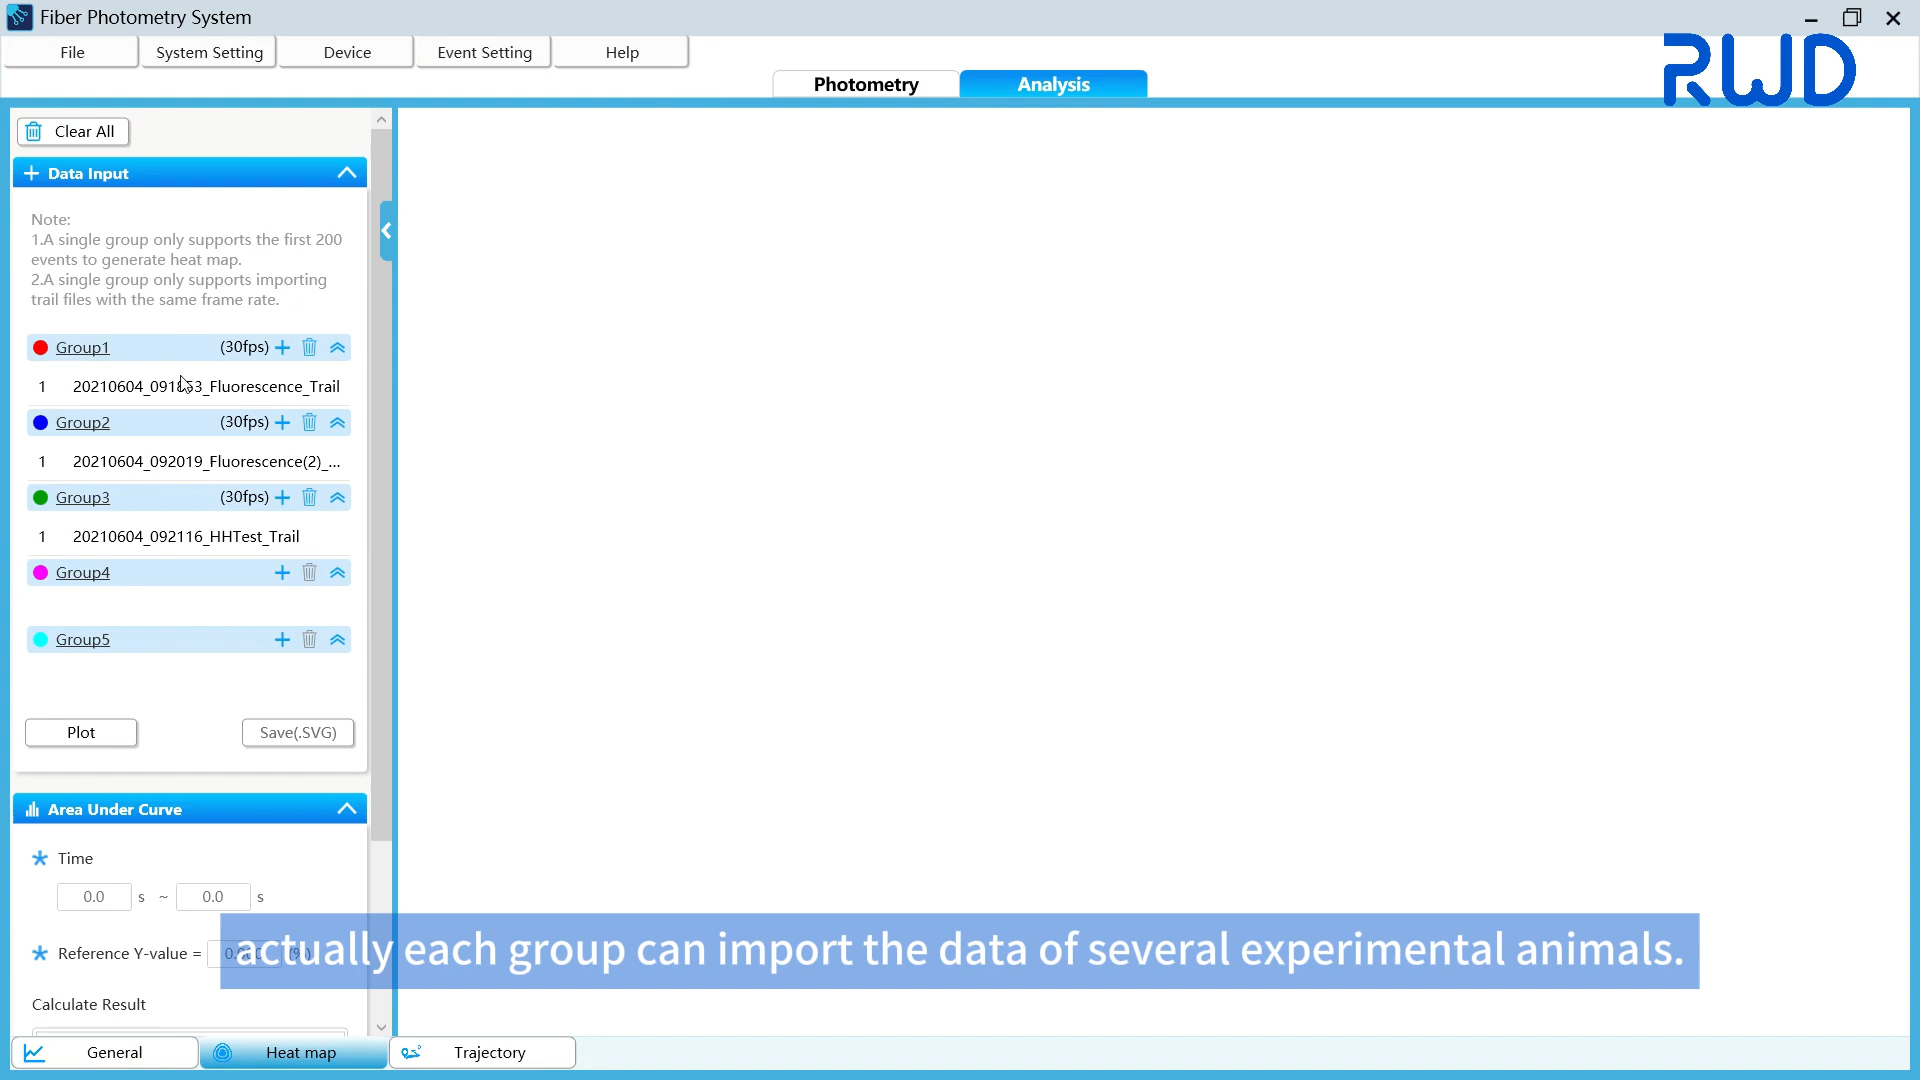 Fiber Photometry System
File
System Setting
Device
Event Setting
Help
RWD
Photometry
Analysis
Clear All
Data Input
Note:
1.A single group only supports the first 200
events to generate heat map.
2.A single group only supports importing
trail files with the same frame rate.
Group1 (30fps)
1 20210604_091853_Fluorescence_Trail
Group2 (30fps)
1 20210604_092019_Fluorescence(2)_...
Group3 (30fps)
1 20210604_092116_HHTest_Trail
Group4
Group5
Plot
Save(.SVG)
Area Under Curve
* Time
0.0 s ~ 0.0 s
* Reference Y-value =
actually each group can import the data of several experimental animals.
Calculate Result
General
Heat map
Trajectory